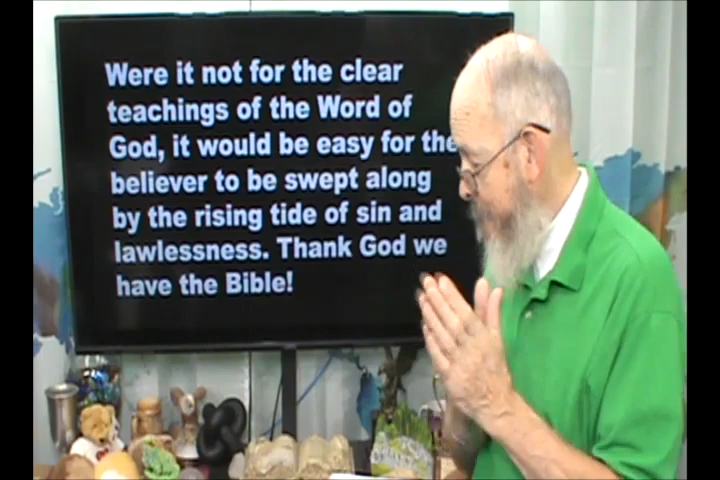 Were it not for the clear
teachings of the Word of
God, it would be easy for the
believer to be swept along
by the rising tide of sin and
lawlessness. Thank God we
have the Bible!